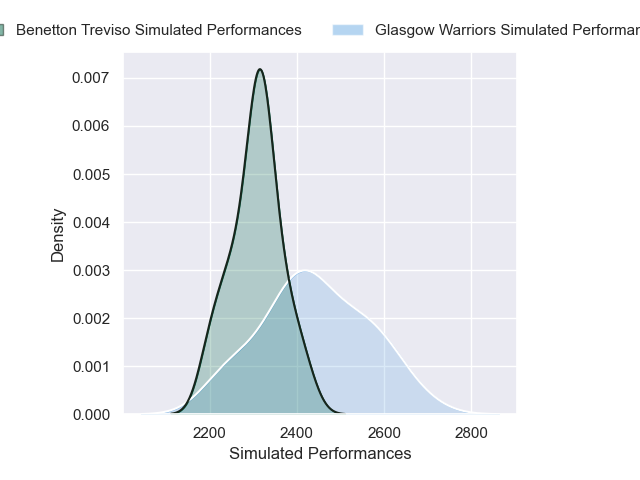 Benetton Treviso Simulated Performances
Glasgow Warriors Simulated
0.007
0.006
0.005
0.004
0.003
0.002
0.001
0.000
Density
2200 2400 2600 2800
Simulated Performances